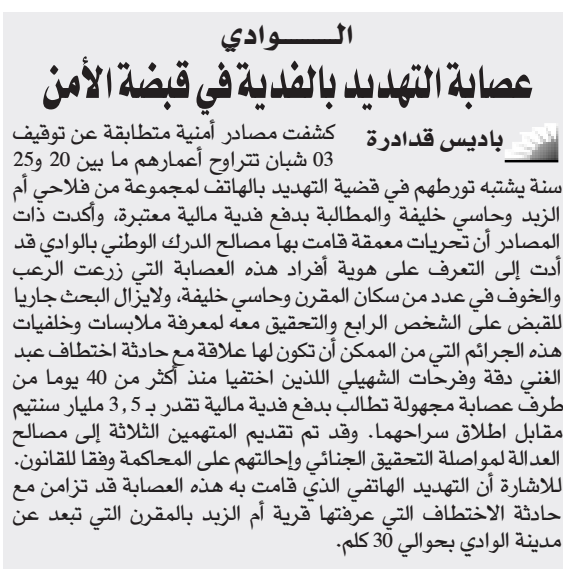 الـــــوادي
عصابة التهديد بالفدية في قبضة الأمن
باديس قدادرة
كشفت مصادر أمنية متطابقة عن توقيف
03 شبان تتراوح أعمارهم ما بين 20 و25
سنة يشتبه تورطهم في قضية التهديد بالهاتف لمجموعة من فلاحي أم
الزبد وحاسي خليفة والمطالبة بدفع فدية مالية معتبرة، وأكدت ذات
المصادر أن تحريات معمقة قامت بها مصالح الدرك الوطني بالوادي قد
أدت إلى التعرف على هوية أفراد هذه العصابة التي زرعت الرعب
والخوف في عدد من سكان المقرن وحاسي خليفة، ولايزال البحث جاريا
للقبض على الشخص الرابع والتحقيق معه لمعرفة ملابسات وخلفيات
هذه الجرائم التي من الممكن أن تكون لها علاقة مع حادثة اختطاف عبد
الغني دقة وفرحات الشهيلي اللذين اختفيا منذ أكثر من 40 يوما من
طرف عصابة مجهولة تطالب بدفع فدية مالية تقدر بـ 3,5 مليار سنتيم
مقابل اطلاق سراحهما. وقد تم تقديم المتهمين الثلاثة إلى مصالح
العدالة لمواصلة التحقيق الجنائي وإحالتهم على المحاكمة وفقا للقانون.
للاشارة أن التهديد الهاتفي الذي قامت به هذه العصابة قد تزامن مع
حادثة الاختطاف التي عرفتها قرية أم الزبد بالمقرن التي تبعد عن
مدينة الوادي بحوالي 30 كلم.